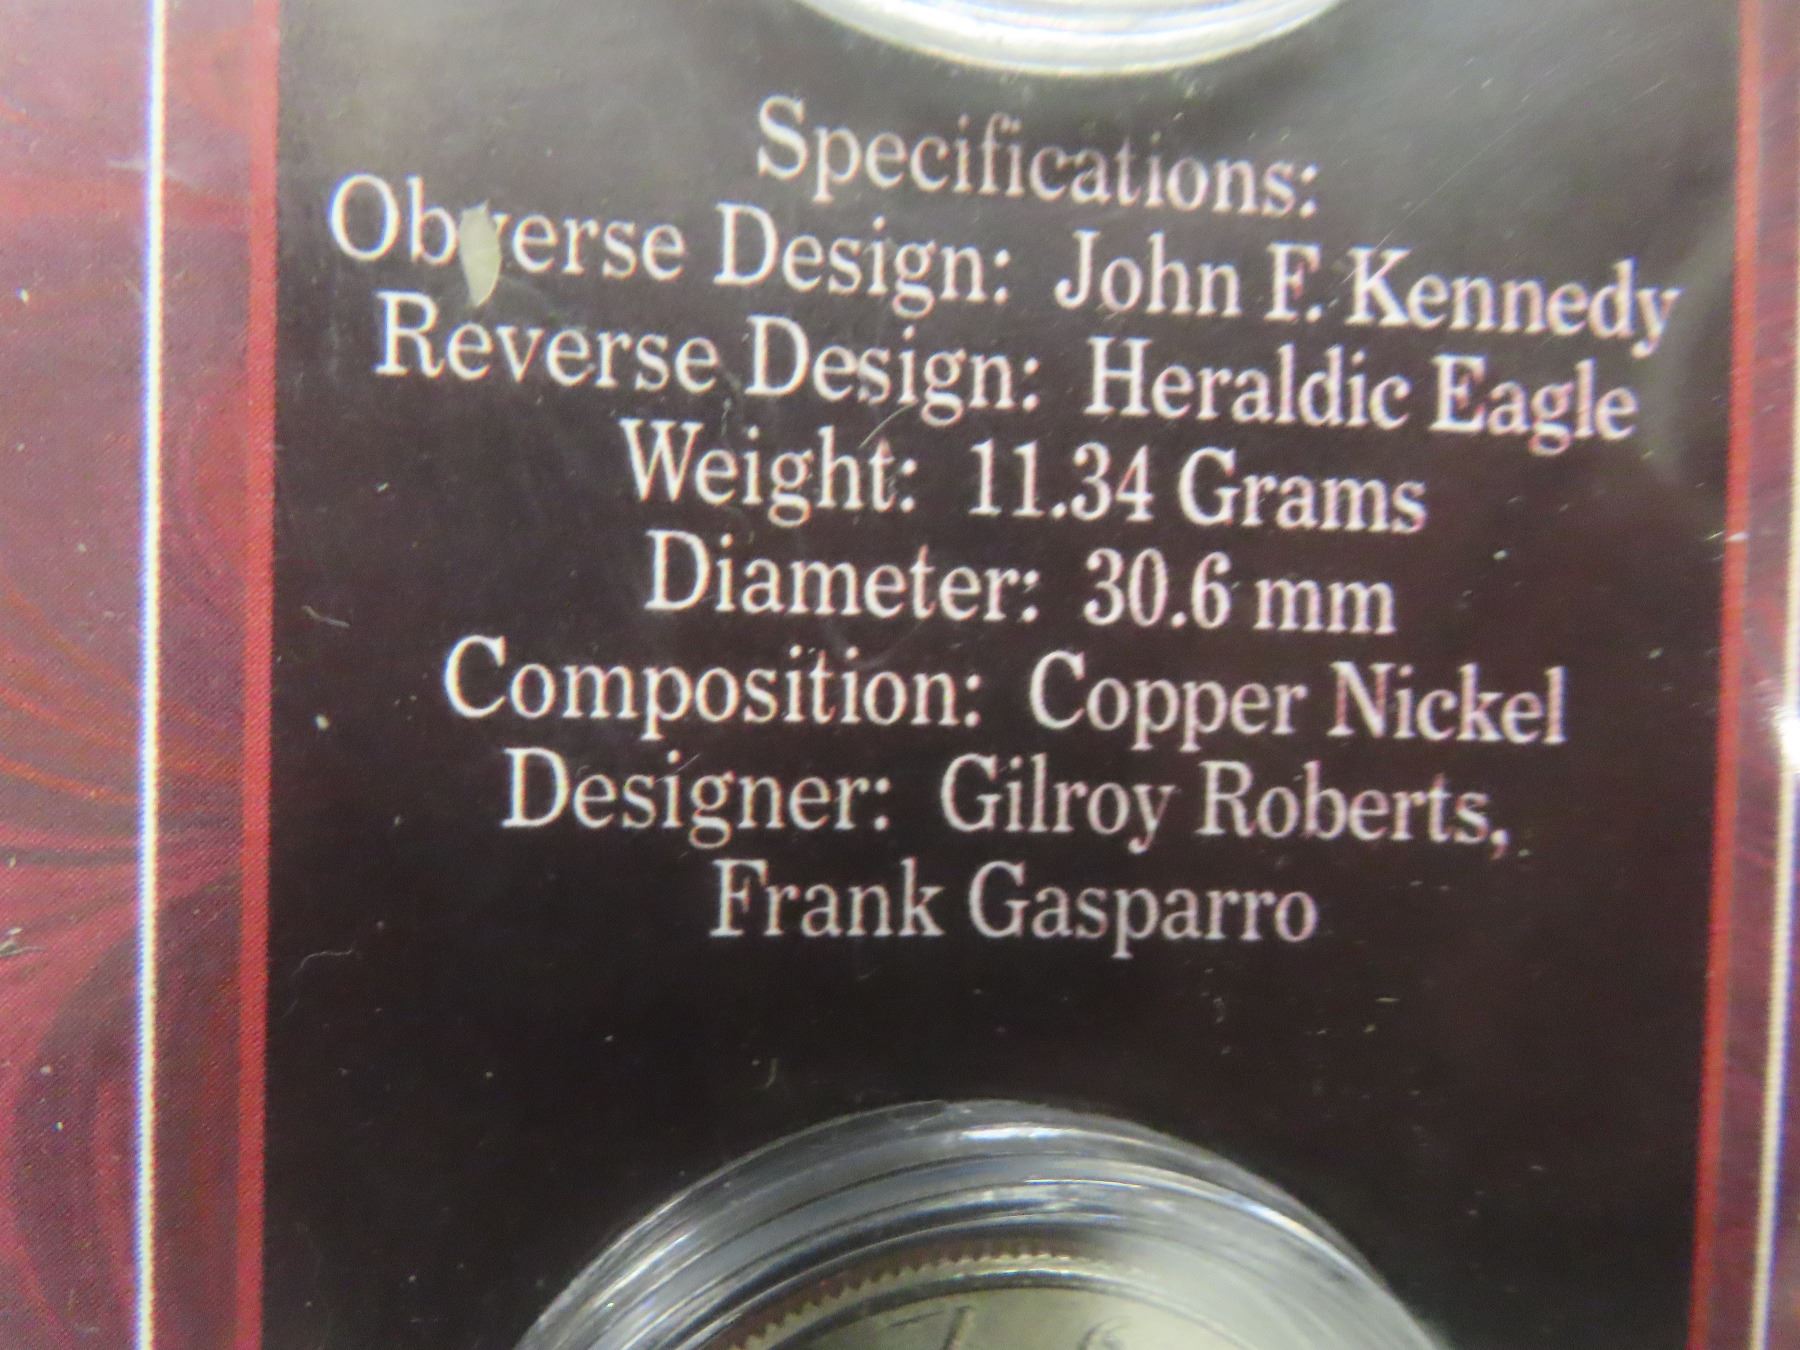 Specifications:
Obverse Design: John F. Kennedy
Reverse Design: Heraldic Eagle
Weight: 11.34 Grams
Diameter: 30.6 mm
Composition: Copper Nickel
Designer: Gilroy Roberts,
Frank Gasparro